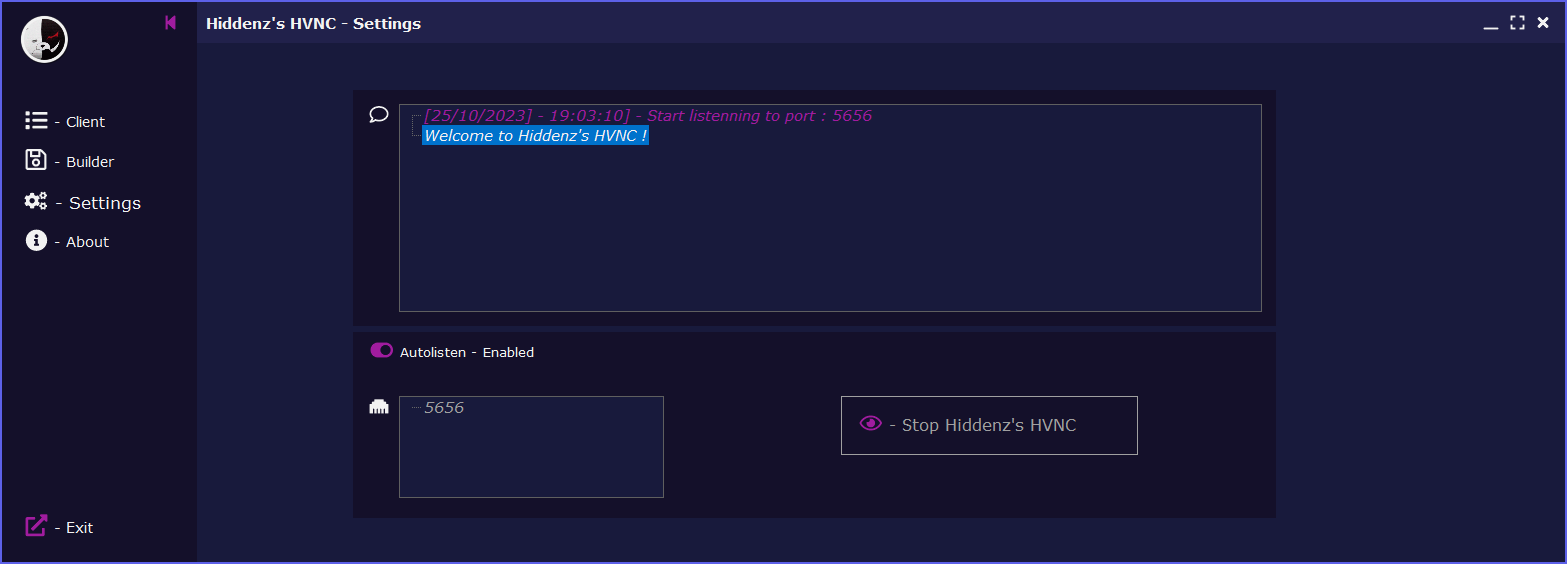 Hiddenz's HVNC - Settings
- Client
- Builder
- Settings
- About
- Exit
[25/10/2023] - 19:03:10] - Start listenning to port : 5656
Welcome to Hiddenz's HVNC !
Autolisten - Enabled
5656
- Stop Hiddenz's HVNC